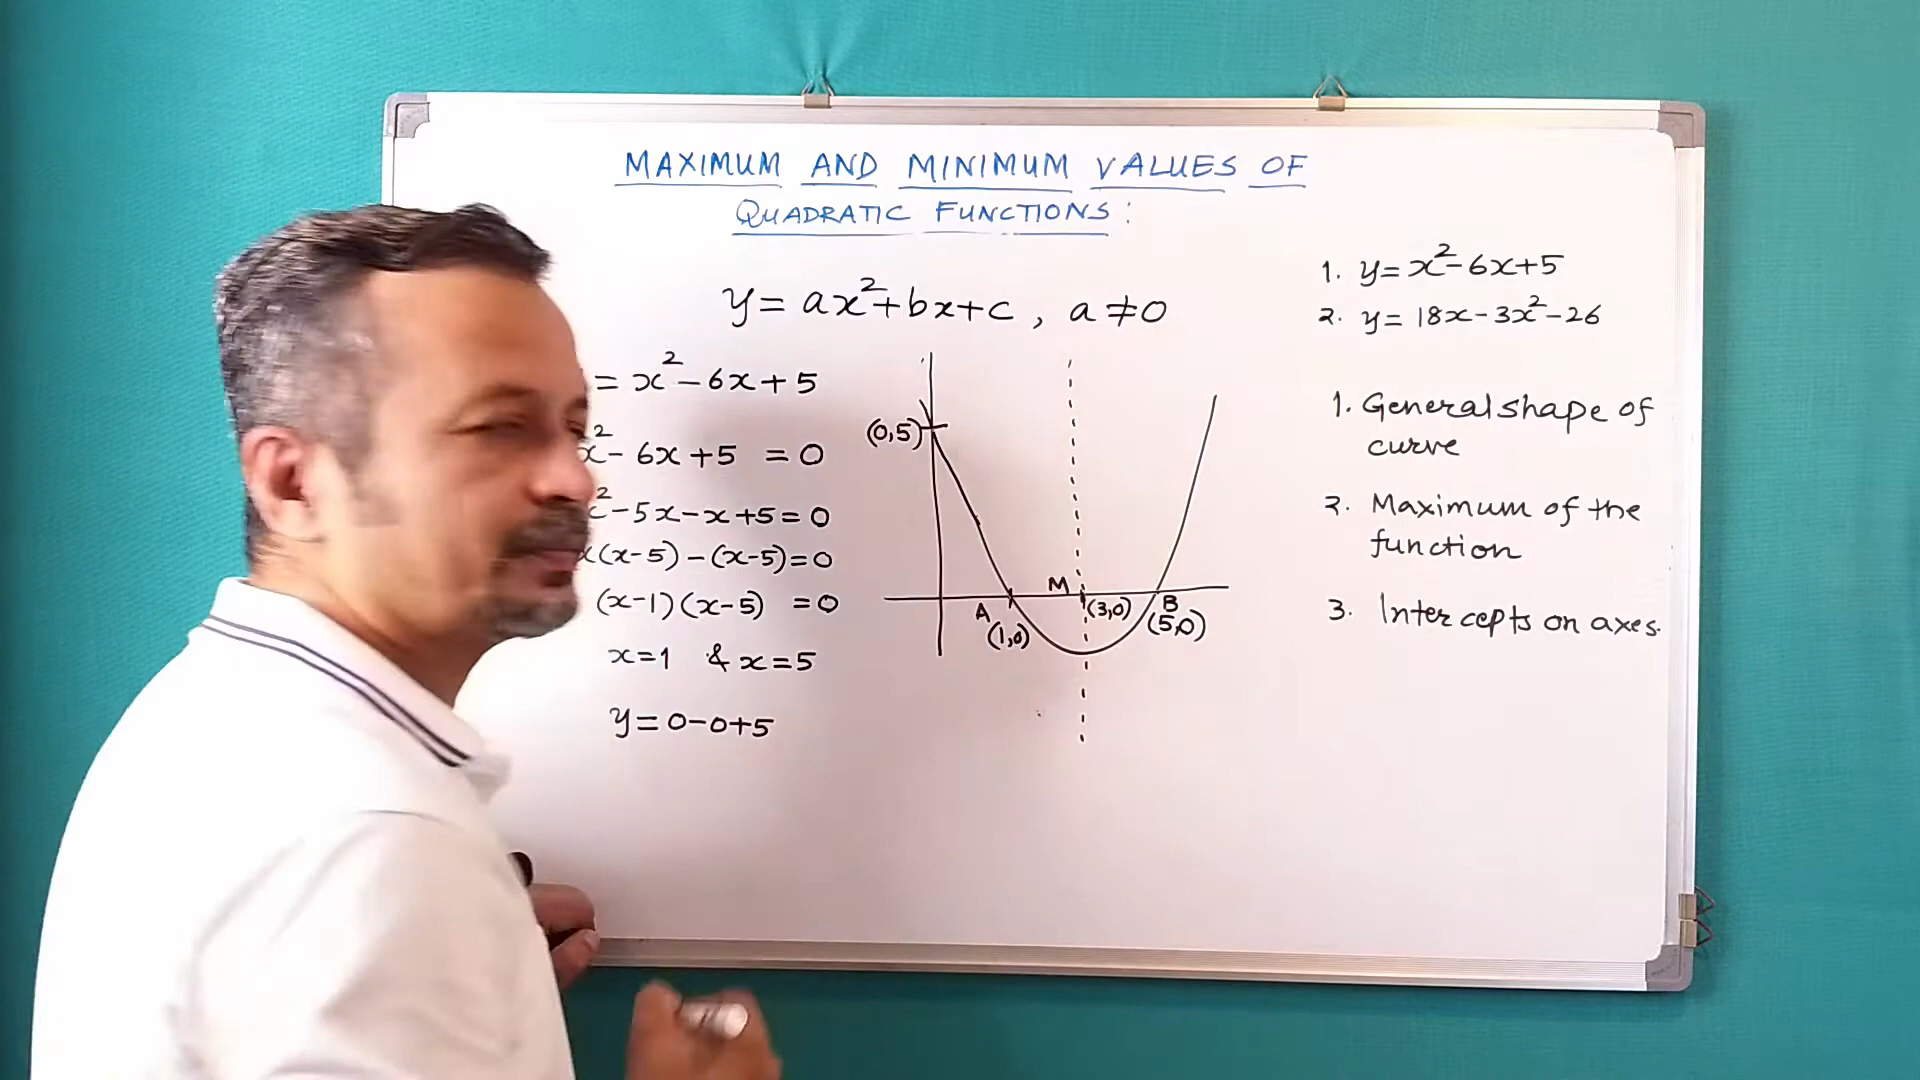 MAXIMUM AND MINIMUM VALUES OF
QUADRATIC FUNCTIONS:
y = ax²+bx+c, a≠0
= x²-6x+5
x²-6x+5 =0
x²-5x-x+5=0
x(x-5)-(x-5)=0
(x-1)(x-5) =0
x=1 & x=5
y=0-0+5
(0,5)
M
A
(3,0)
B
(1,0)
(5,0)
1. y=x²-6x+5
2. y= 18x-3x²-26
1. General shape of
curve
2. Maximum of the
function
3. Intercepts on axes.